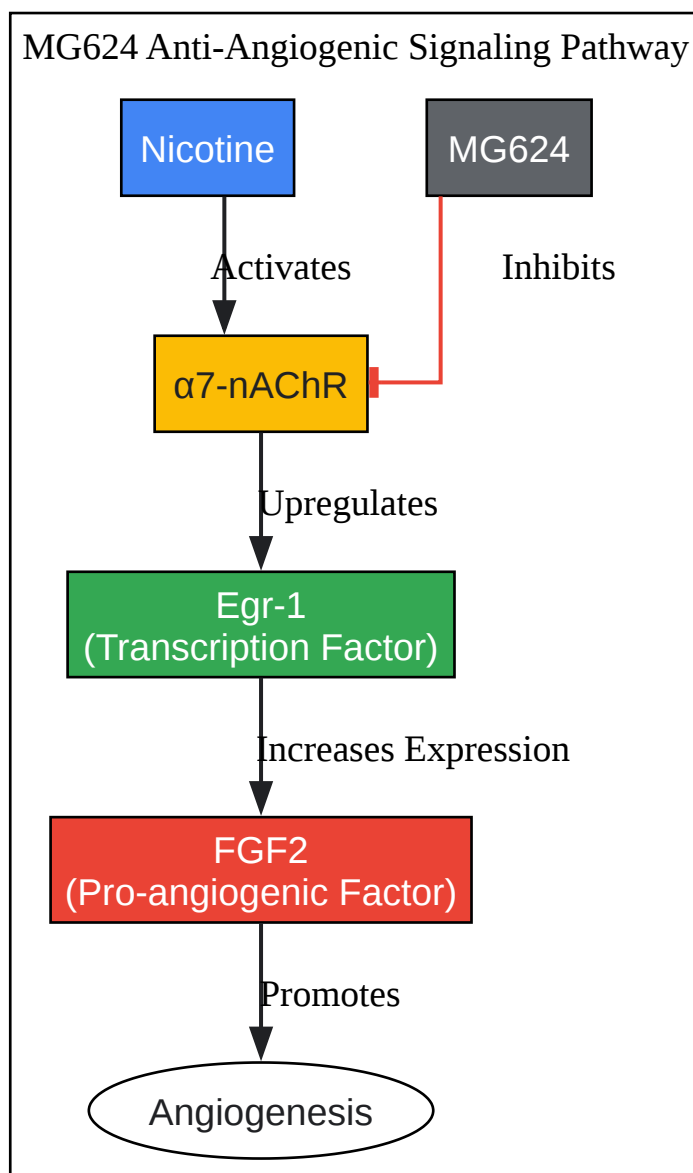 MG624 Anti-Angiogenic Signaling Pathway
Nicotine
MG624
Activates
Inhibits
α7-nAChR
Upregulates
Egr-1
(Transcription Factor)
Increases Expression
FGF2
(Pro-angiogenic Factor)
Promotes
Angiogenesis